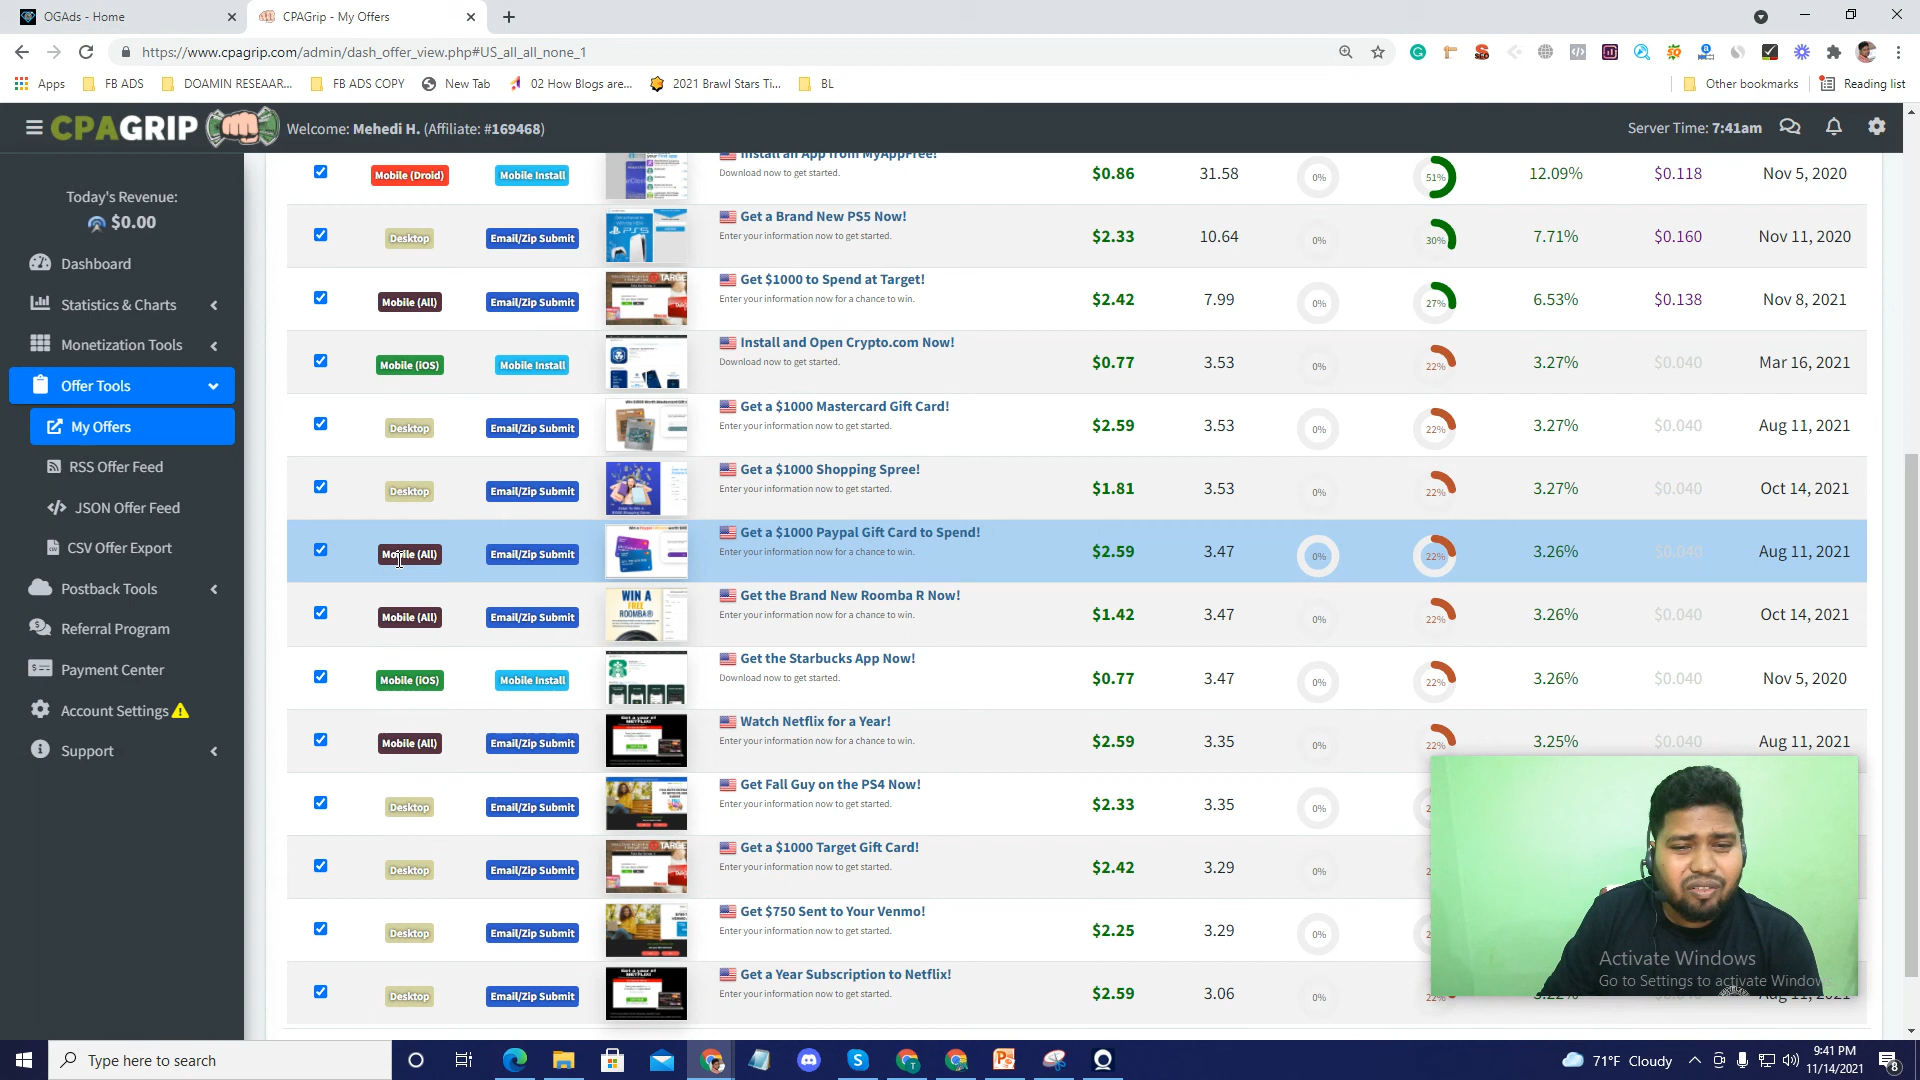 OGAds - Home
CPAGrip - My Offers
https://www.cpagrip.com/admin/dash_offer_view.php#US_all_all_none_1
Apps
FB ADS
DOAMIN RESEAAR...
FB ADS COPY
New Tab
02 How Blogs are...
2021 Brawl Stars Ti...
BL
Other bookmarks
Reading list
CPAGRIP
Welcome: Mehedi H. (Affiliate: #169468)
Server Time: 7:41am
Today's Revenue:
$0.00
Dashboard
Statistics & Charts
Monetization Tools
Offer Tools
My Offers
RSS Offer Feed
JSON Offer Feed
CSV Offer Export
Postback Tools
Referral Program
Payment Center
Account Settings
Support
Install an App from MyAppFree!
Mobile (Droid) Mobile Install Download now to get started. $0.86 31.58 0% 51% 12.09% $0.118 Nov 5, 2020
Get a Brand New PS5 Now!
Desktop Email/Zip Submit Enter your information now to get started. $2.33 10.64 0% 30% 7.71% $0.160 Nov 11, 2020
Get $1000 to Spend at Target!
Mobile (All) Email/Zip Submit Enter your information now for a chance to win. $2.42 7.99 0% 27% 6.53% $0.138 Nov 8, 2021
Install and Open Crypto.com Now!
Mobile (iOS) Mobile Install Download now to get started. $0.77 3.53 0% 22% 3.27% $0.040 Mar 16, 2021
Get a $1000 Mastercard Gift Card!
Desktop Email/Zip Submit Enter your information now to get started. $2.59 3.53 0% 22% 3.27% $0.040 Aug 11, 2021
Get a $1000 Shopping Spree!
Desktop Email/Zip Submit Enter your information now to get started. $1.81 3.53 0% 22% 3.27% $0.040 Oct 14, 2021
Get a $1000 Paypal Gift Card to Spend!
Mobile (All) Email/Zip Submit Enter your information now for a chance to win. $2.59 3.47 0% 22% 3.26% $0.040 Aug 11, 2021
Get the Brand New Roomba R Now!
Mobile (All) Email/Zip Submit WIN A FREE ROOMBA® Enter your information now for a chance to win. $1.42 3.47 0% 22% 3.26% $0.040 Oct 14, 2021
Get the Starbucks App Now!
Mobile (iOS) Mobile Install Download now to get started. $0.77 3.47 0% 22% 3.26% $0.040 Nov 5, 2020
Watch Netflix for a Year!
Mobile (All) Email/Zip Submit Enter your information now for a chance to win. $2.59 3.35 0% 22% 3.25% $0.040 Aug 11, 2021
Get Fall Guy on the PS4 Now!
Desktop Email/Zip Submit Enter your information now to get started. $2.33 3.35 0%
Get a $1000 Target Gift Card!
Desktop Email/Zip Submit Enter your information now to get started. $2.42 3.29 0%
Get $750 Sent to Your Venmo!
Desktop Email/Zip Submit Enter your information now to get started. $2.25 3.29 0%
Get a Year Subscription to Netflix!
Desktop Email/Zip Submit Enter your information now to get started. $2.59 3.06 0% 22%
Activate Windows
Go to Settings to activate Windows
Type here to search
71°F Cloudy
9:41 PM
11/14/2021
8